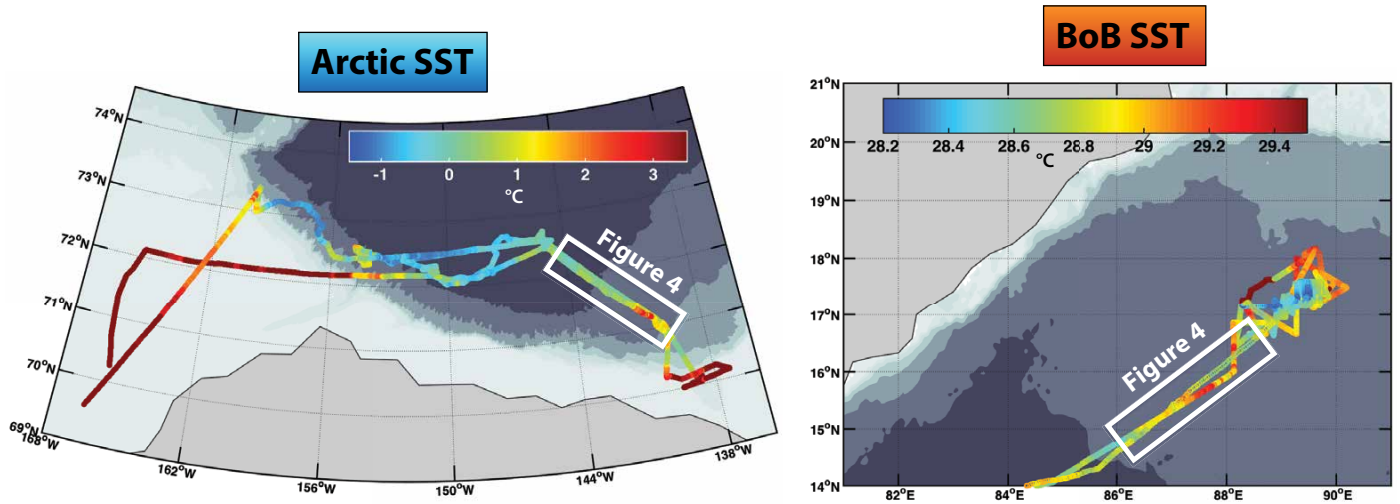 Arctic SST
74°N
73°N
72°N
71°N
70°N
69°N
168°W
162°W
156°W
150°W
144°W
138°W
-1 0 1 2 3
°C
Figure 4
BoB SST
21°N
20°N
19°N
18°N
17°N
16°N
15°N
14°N
82°E
84°E
86°E
88°E
90°E
28.2 28.4 28.6 28.8 29 29.2 29.4
°C
Figure 4